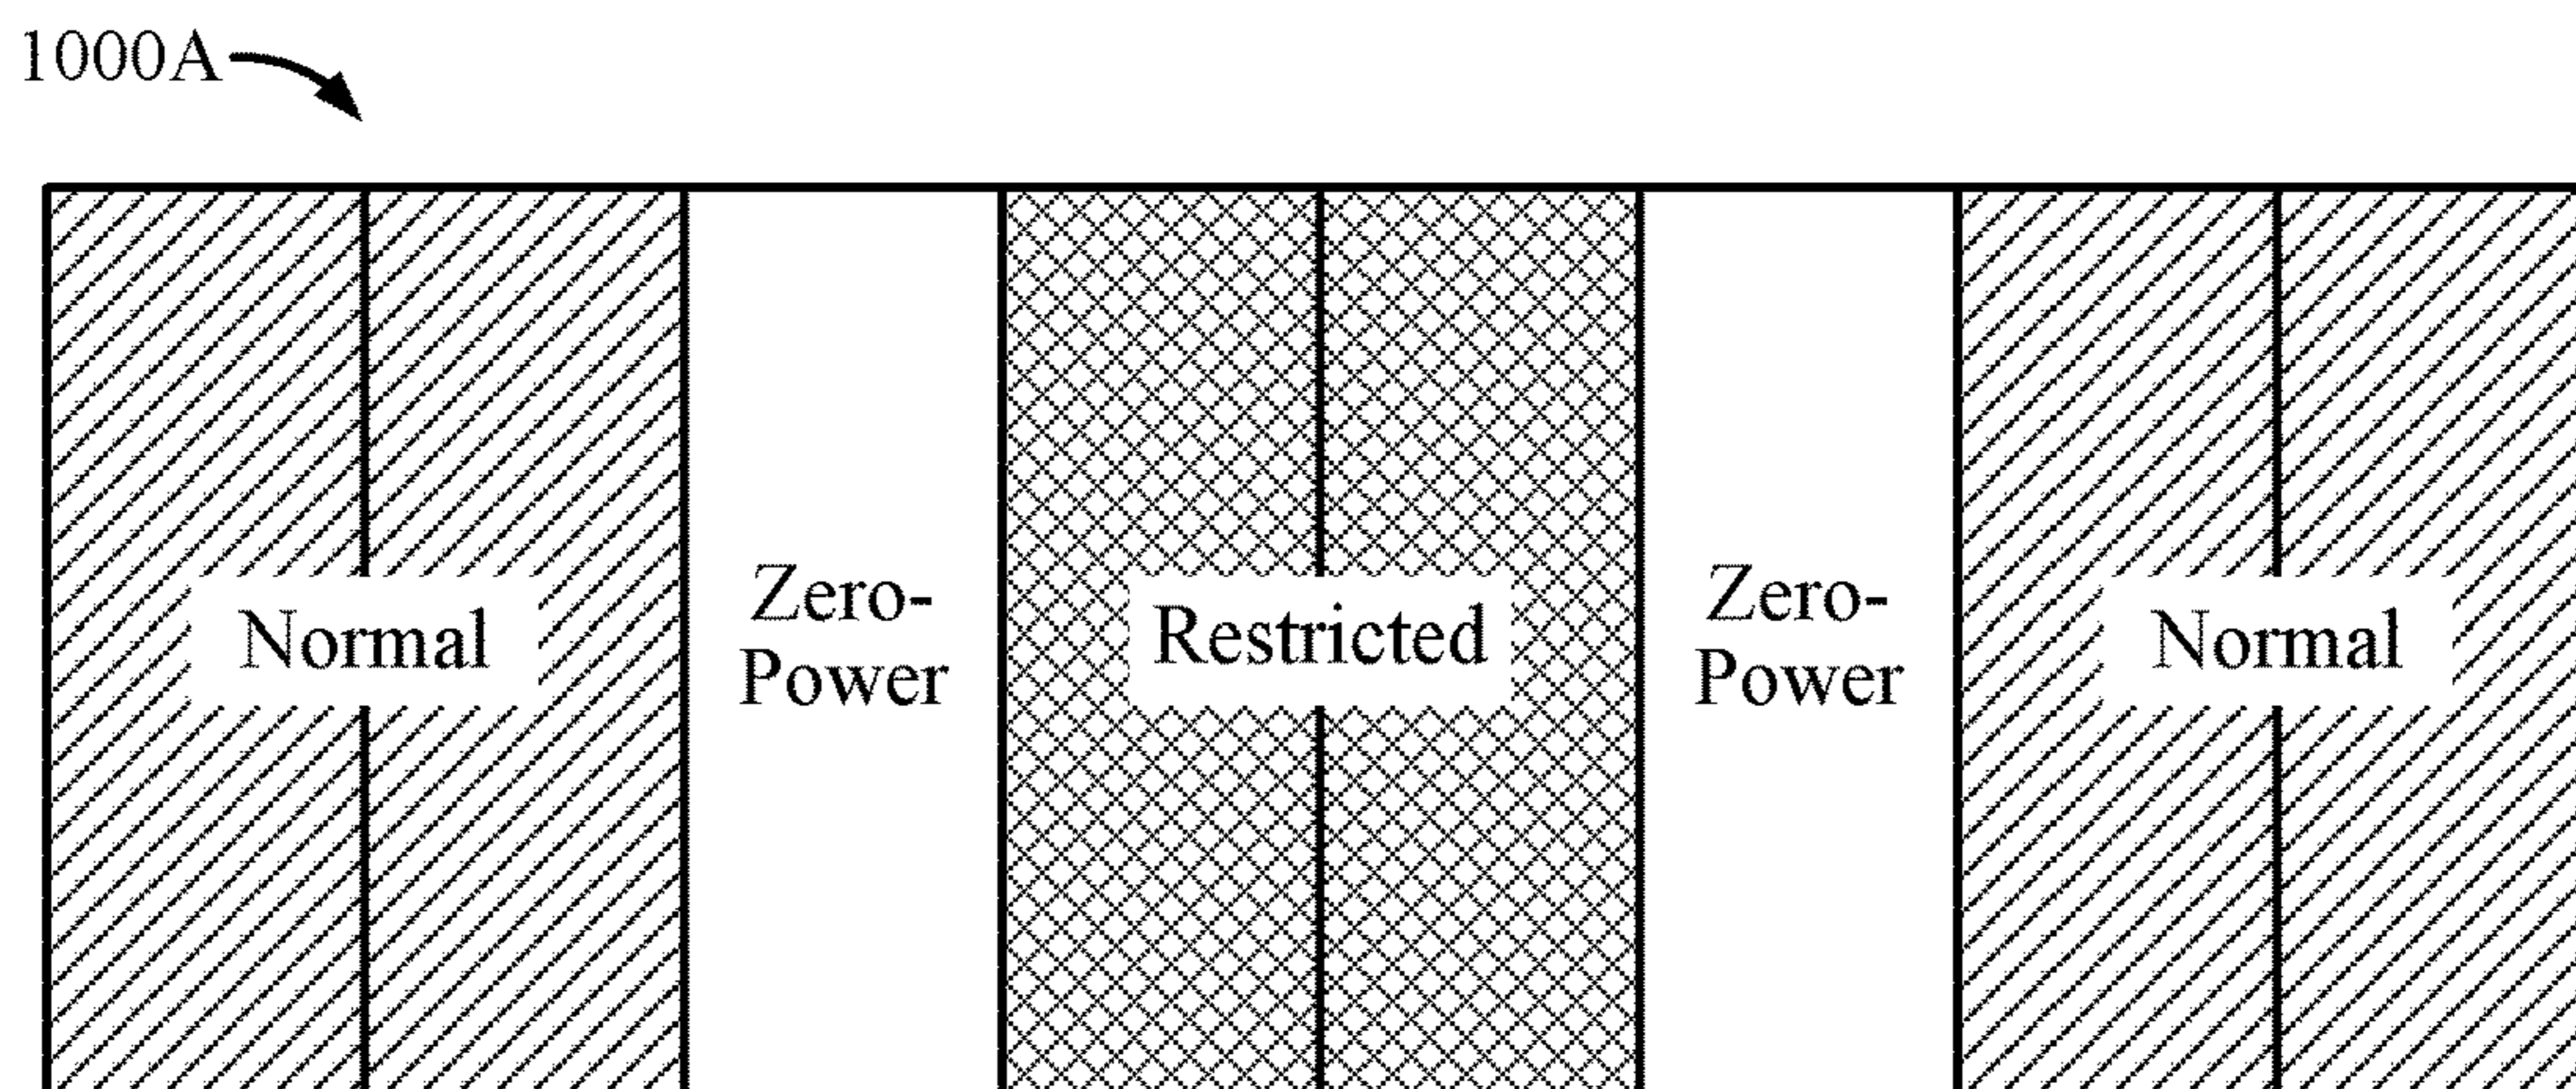 1000A
Normal
Zero-
Power
Restricted
Zero-
Power
Normal